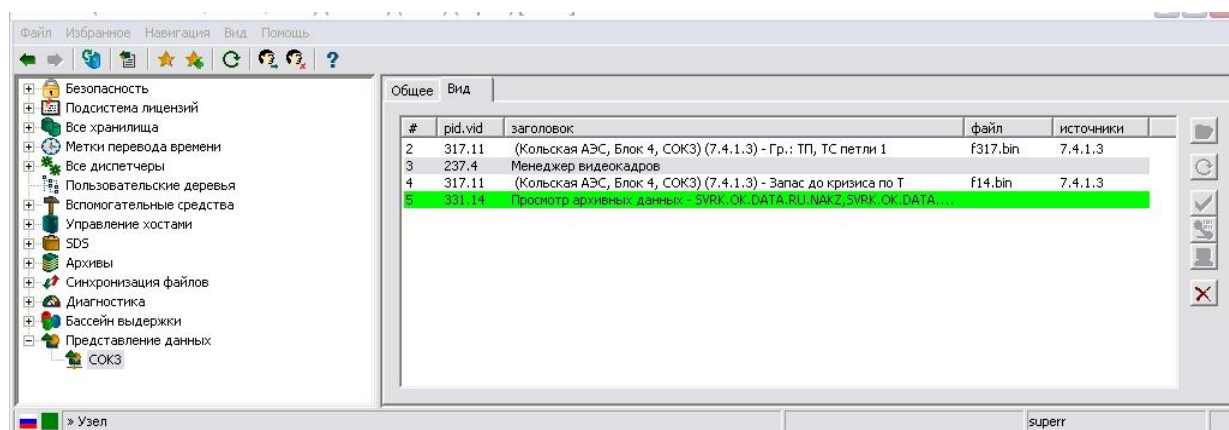 Файл Избранное Навигация Вид Помощь
Безопасность
Подсистема лицензий
Все хранилища
Метки перевода времени
Все диспетчеры
Пользовательские деревья
Вспомогательные средства
Управление хостами
SDS
Архивы
Синхронизация файлов
Диагностика
Бассейн выдержки
Представление данных
СОКЗ
Общее Вид
# pid.vid заголовок файл источники
2 317.11 (Кольская АЭС, Блок 4, СОКЗ) (7.4.1.3) - Гр.: ТП, ТС петли 1 f317.bin 7.4.1.3
3 237.4 Менеджер видеокадров
4 317.11 (Кольская АЭС, Блок 4, СОКЗ) (7.4.1.3) - Запас до кризиса по Т f14.bin 7.4.1.3
5 331.14 Просмотр архивных данных - SVRK.OK.DATA.RU.NAKZ,SVRK.OK.DATA....
» Узел superr